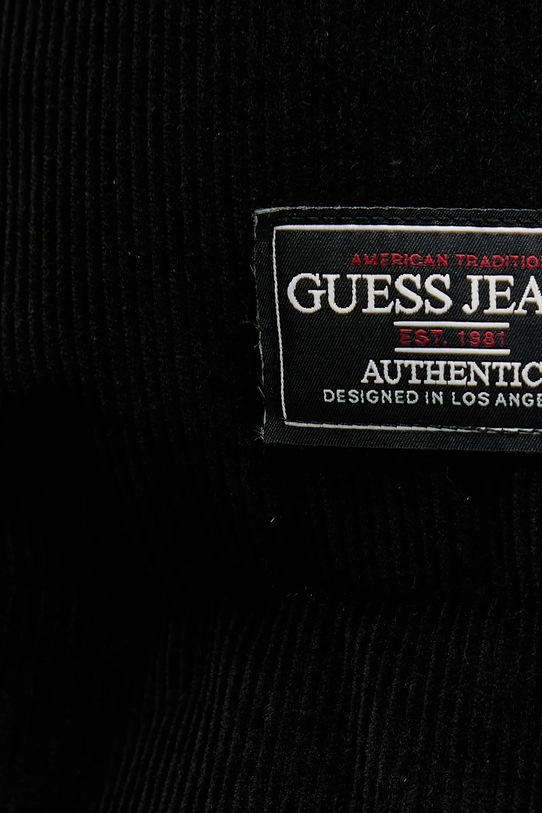 AMERICAN TRADITIO
GUESS JEA
EST. 1981
AUTHENTIC
DESIGNED IN LOS ANGE